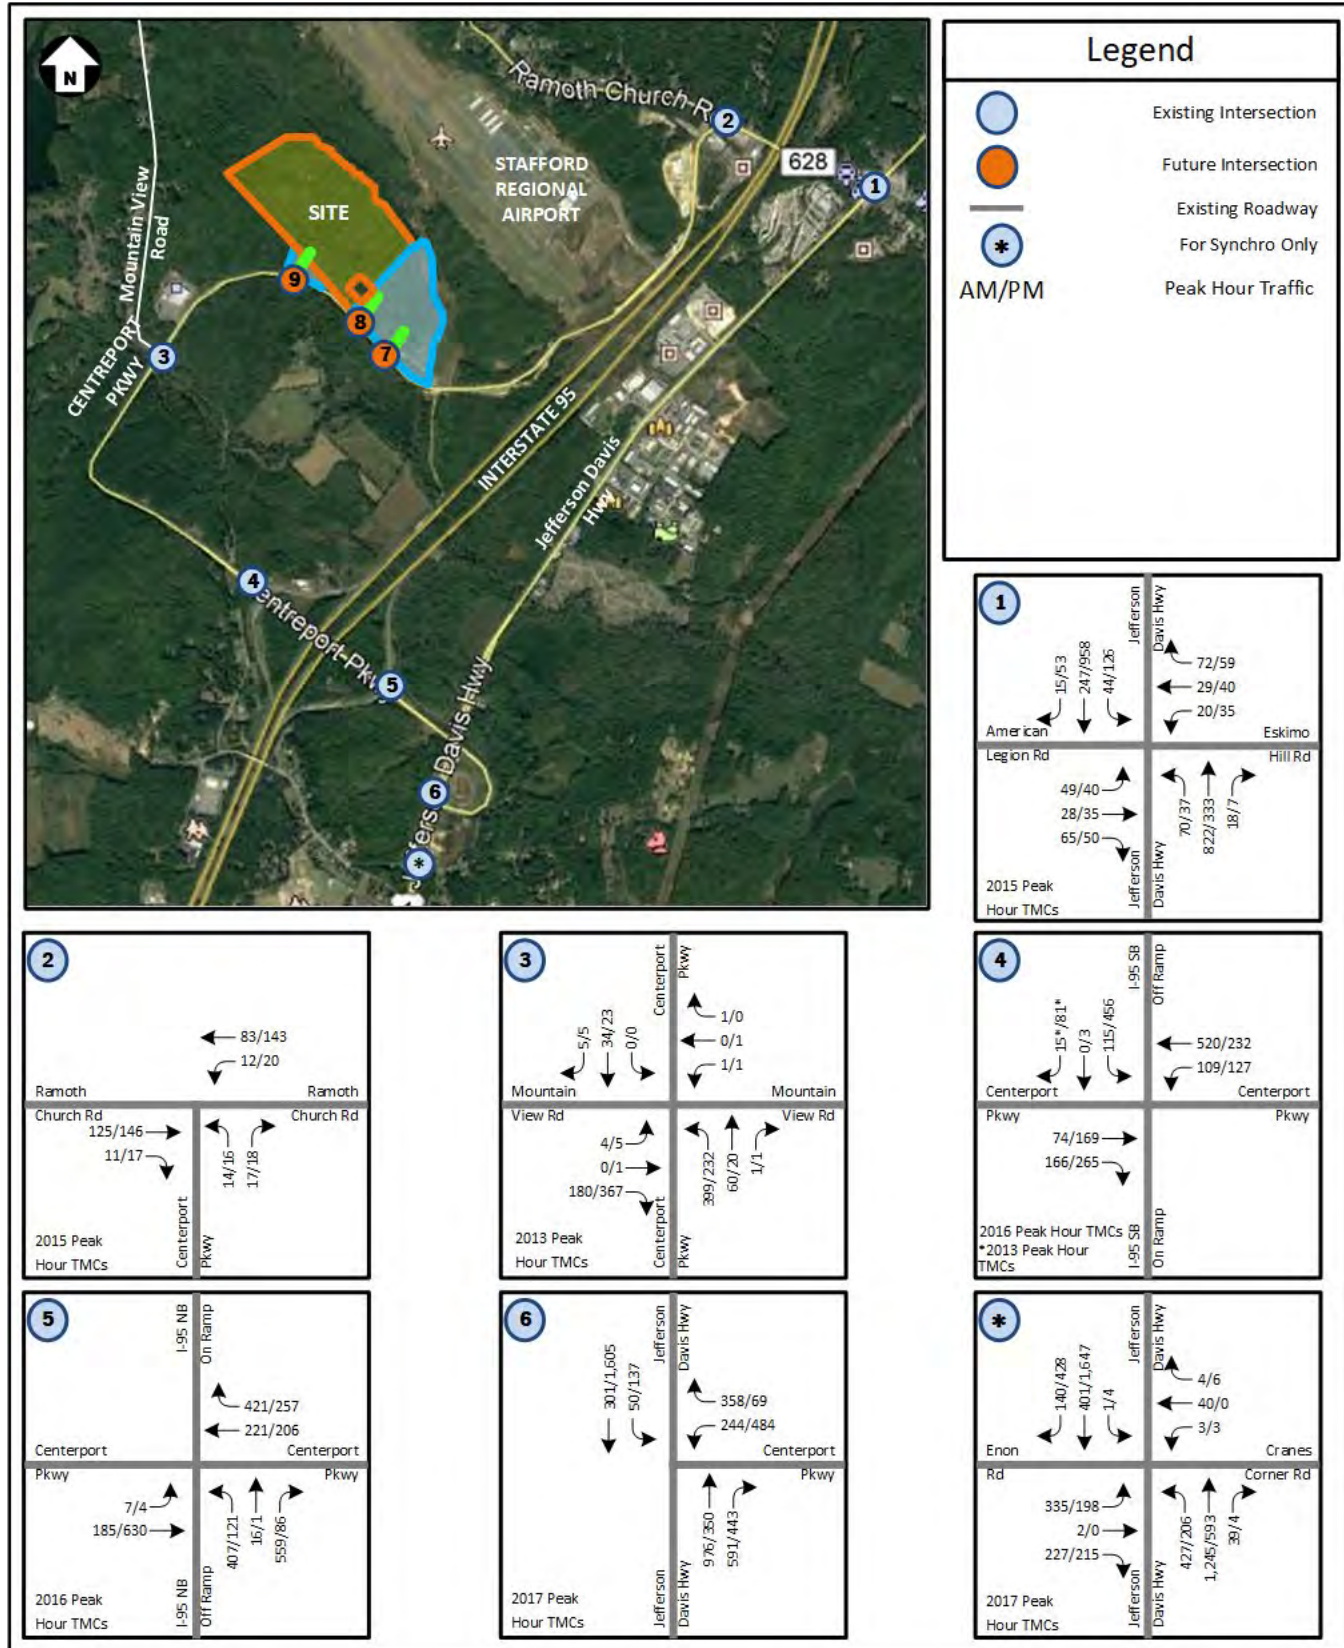 N
Ramoth Church R
2
628
1
STAFFORD
REGIONAL
AIRPORT
SITE
Mountain View
Road
9
8
7
CENTREPORT
PKWY
3
INTERSTATE 95
Jefferson Davis
Hwy
4
entreport Pkw
5
Jefferso Davis Hwy
6
*
Legend
Existing Intersection
Future Intersection
Existing Roadway
* For Synchro Only
AM/PM Peak Hour Traffic
1
Jefferson
Davis Hwy
15/53
247/958
44/126
72/59
29/40
20/35
American
Legion Rd
Eskimo
Hill Rd
49/40
28/35
65/50
70/37
822/333
18/7
Jefferson
Davis Hwy
2015 Peak
Hour TMCs
2
83/143
12/20
Ramoth
Church Rd
Ramoth
Church Rd
125/146
11/17
14/16
17/18
Centerport
Pkwy
2015 Peak
Hour TMCs
3
Centerport
Pkwy
5/5
34/23
0/0
1/0
0/1
1/1
Mountain
View Rd
Mountain
View Rd
4/5
0/1
180/367
399/232
60/20
1/1
Centerport
Pkwy
2013 Peak
Hour TMCs
4
I-95 SB
Off Ramp
15*/81*
0/3
115/456
520/232
109/127
Centerport
Pkwy
Centerport
Pkwy
74/169
166/265
I-95 SB
On Ramp
2016 Peak Hour TMCs
*2013 Peak Hour
TMCs
5
I-95 NB
On Ramp
421/257
221/206
Centerport
Pkwy
Centerport
Pkwy
7/4
185/630
407/121
16/1
559/86
I-95 NB
Off Ramp
2016 Peak
Hour TMCs
6
Jefferson
Davis Hwy
301/1,605
50/137
358/69
244/484
Centerport
Pkwy
976/350
591/443
Jefferson
Davis Hwy
2017 Peak
Hour TMCs
*
Jefferson
Davis Hwy
140/428
401/1,647
1/4
4/6
40/0
3/3
Enon
Rd
Cranes
Corner Rd
335/198
2/0
227/215
427/206
1,245/593
39/4
Jefferson
Davis Hwy
2017 Peak
Hour TMCs